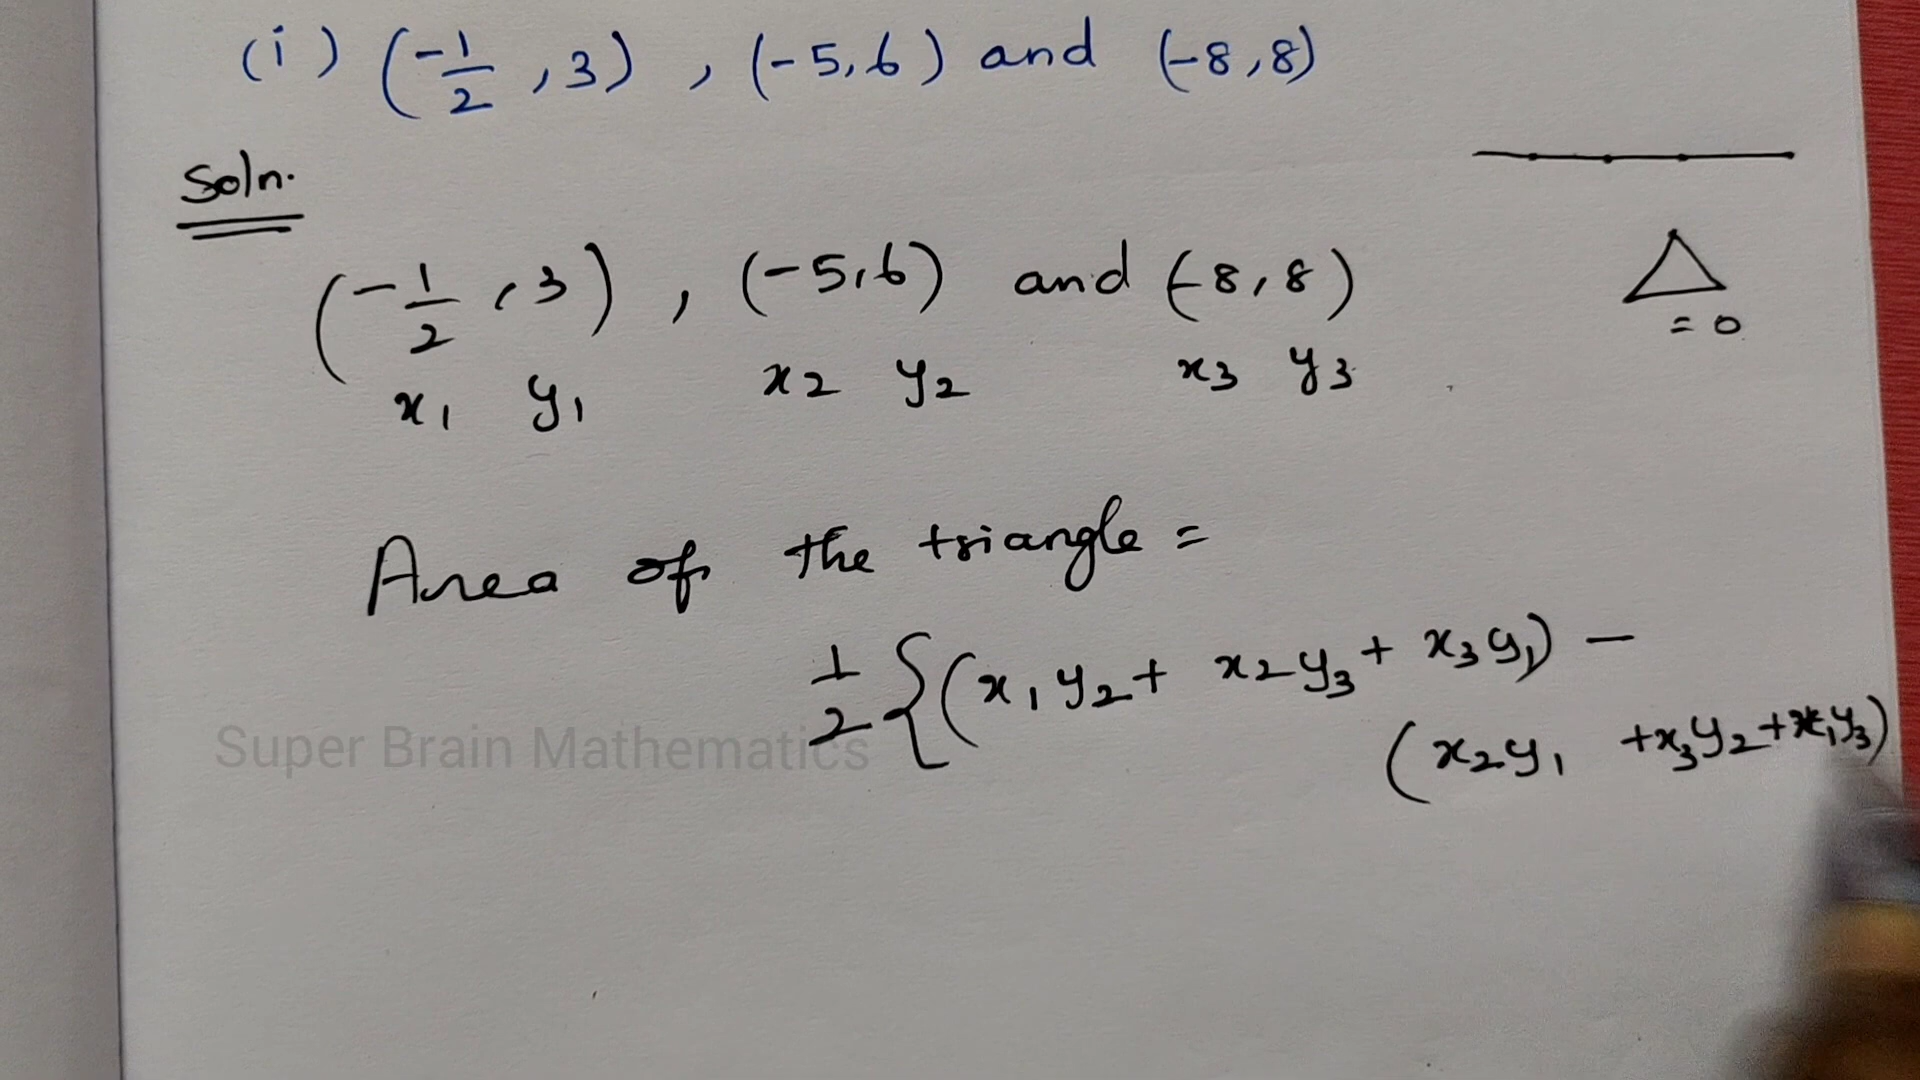 (i) (-1/2, 3), (-5,6) and (-8,8)
Soln.
(-1/2, 3), (-5,6) and (-8,8)
x1 y1 x2 y2 x3 y3
= 0
Area of the triangle =
1/2 {(x1y2 + x2y3 + x3y1) -
(x2y1 + x3y2 + x1y3)
Super Brain Mathematics